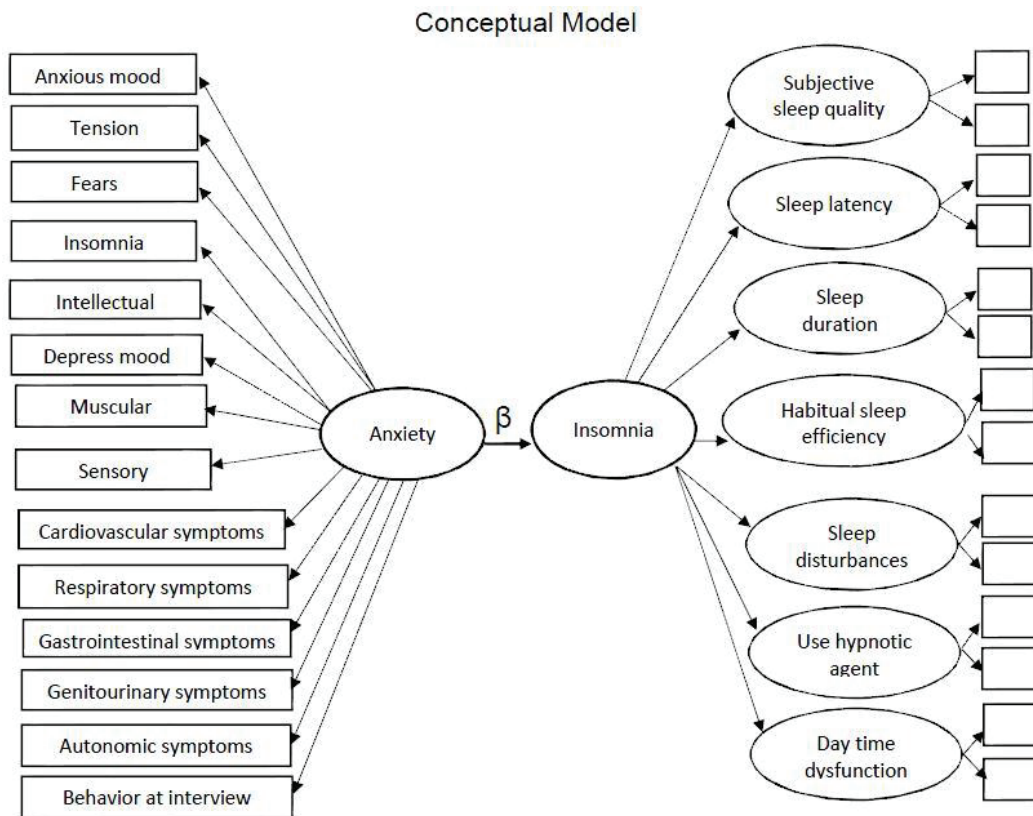 Conceptual Model
Anxious mood
Tension
Fears
Insomnia
Intellectual
Depress mood
Muscular
Sensory
Cardiovascular symptoms
Respiratory symptoms
Gastrointestinal symptoms
Genitourinary symptoms
Autonomic symptoms
Behavior at interview
Anxiety
β
Insomnia
Subjective
sleep quality
Sleep latency
Sleep
duration
Habitual sleep
efficiency
Sleep
disturbances
Use hypnotic
agent
Day time
dysfunction